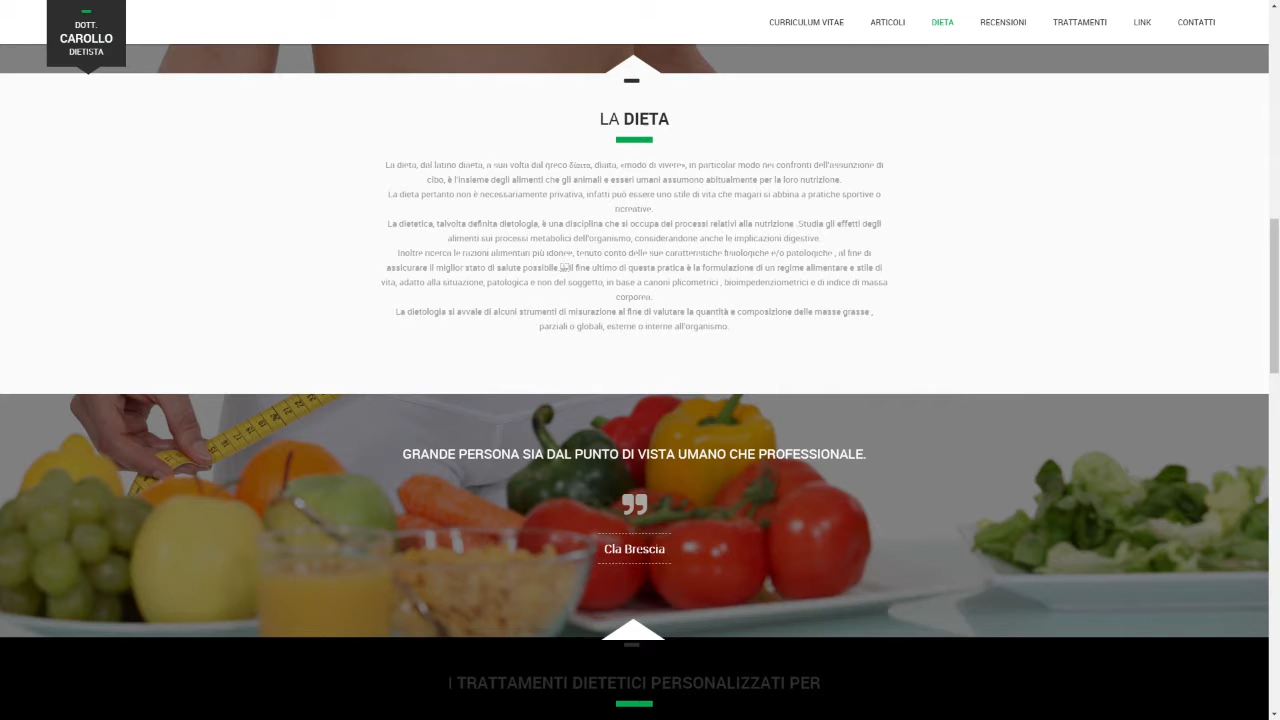 DOTT.
CAROLLO
DIETISTA
CURRICULUM VITAE ARTICOLI DIETA RECENSIONI TRATTAMENTI LINK CONTATTI
LA DIETA
La dieta, dal latino diaeta, a sua volta dal greco δίαιτα, dìaita, «modo di vivere», in particolar modo nei confronti dell'assunzione di
cibo, è l'insieme degli alimenti che gli animali e esseri umani assumono abitualmente per la loro nutrizione.
La dieta pertanto non è necessariamente privativa, infatti può essere uno stile di vita che magari si abbina a pratiche sportive o
ricreative.
La dietetica, talvolta definita dietologia, è una disciplina che si occupa dei processi relativi alla nutrizione .Studia gli effetti degli
alimenti sui processi metabolici dell'organismo, considerandone anche le implicazioni digestive.
Inoltre ricerca le razioni alimentari più idonee, tenuto conto delle sue caratteristiche fisiologiche e/o patologiche , al fine di
assicurare il miglior stato di salute possibile Il fine ultimo di questa pratica è la formulazione di un regime alimentare e stile di
vita, adatto alla situazione, patologica e non del soggetto, in base a canoni plicometrici , bioimpedenziometrici e di indice di massa
corporea.
La dietologia si avvale di alcuni strumenti di misurazione al fine di valutare la quantità e composizione delle masse grasse ,
parziali o globali, esterne o interne all'organismo.
GRANDE PERSONA SIA DAL PUNTO DI VISTA UMANO CHE PROFESSIONALE.
Cla Brescia
I TRATTAMENTI DIETETICI PERSONALIZZATI PER